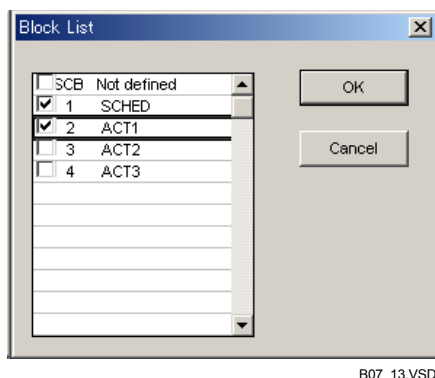 Block List
SCB Not defined
1 SCHED
2 ACT1
3 ACT2
4 ACT3
OK
Cancel
B07_13.VSD